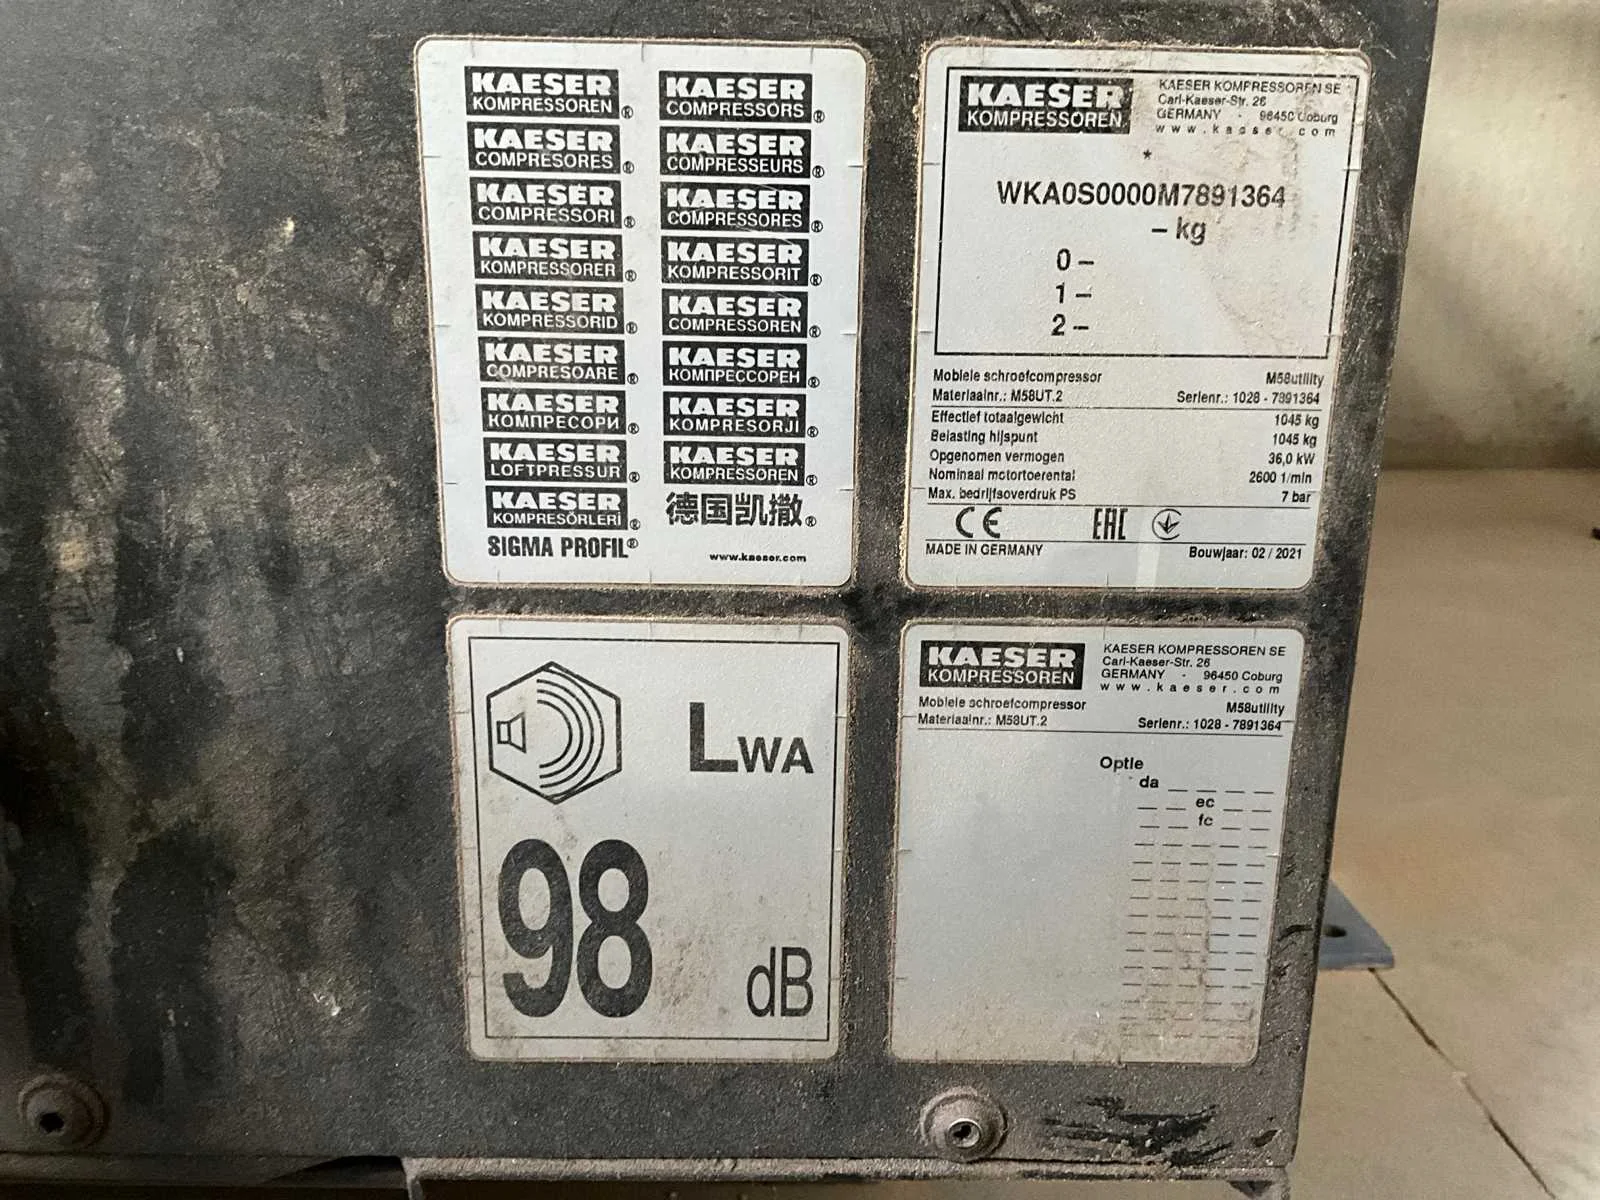 KAESER
KOMPRESSOREN ®
KAESER
COMPRESORES ®
KAESER
COMPRESSORI ®
KAESER
KOMPRESSORER ®
KAESER
KOMPRESSORID ®
KAESER
COMPRESOARE ®
KAESER
КОМПРЕСОРИ ®
KAESER
LOFTPRESSUR ®
KAESER
KOMPRESÖRLERİ ®
SIGMA PROFIL®
KAESER
COMPRESSORS ®
KAESER
COMPRESSEURS ®
KAESER
COMPRESSORES ®
KAESER
KOMPRESSORIT ®
KAESER
COMPRESSOREN ®
KAESER
КОМПРЕССОРЕН ®
KAESER
KOMPRESORJI ®
KAESER
KOMPRESSOREN ®
德国凯撒®
www.kaeser.com
KAESER
KOMPRESSOREN
KAESER KOMPRESSOREN SE
Carl-Kaeser-Str. 26
GERMANY - 96450 Coburg
www.kaeser.com
*
WKA0S0000M7891364
– kg
0 –
1 –
2 –
Mobiele schroefcompressor M58utility
Materiaalnr.: M58UT.2 Serienr.: 1028 - 7891364
Effectief totaalgewicht 1045 kg
Belasting hijspunt 1045 kg
Opgenomen vermogen 36,0 kW
Nominaal motortoerental 2600 1/min
Max. bedrijfsoverdruk PS 7 bar
CE EAC
MADE IN GERMANY Bouwjaar: 02 / 2021
LWA
98 dB
KAESER
KOMPRESSOREN
KAESER KOMPRESSOREN SE
Carl-Kaeser-Str. 26
GERMANY - 96450 Coburg
www.kaeser.com
Mobiele schroefcompressor M58utility
Materiaalnr.: M58UT.2 Serienr.: 1028 - 7891364
Optie
da _ _ _ _
_ _ ec _ _
_ _ fc _ _